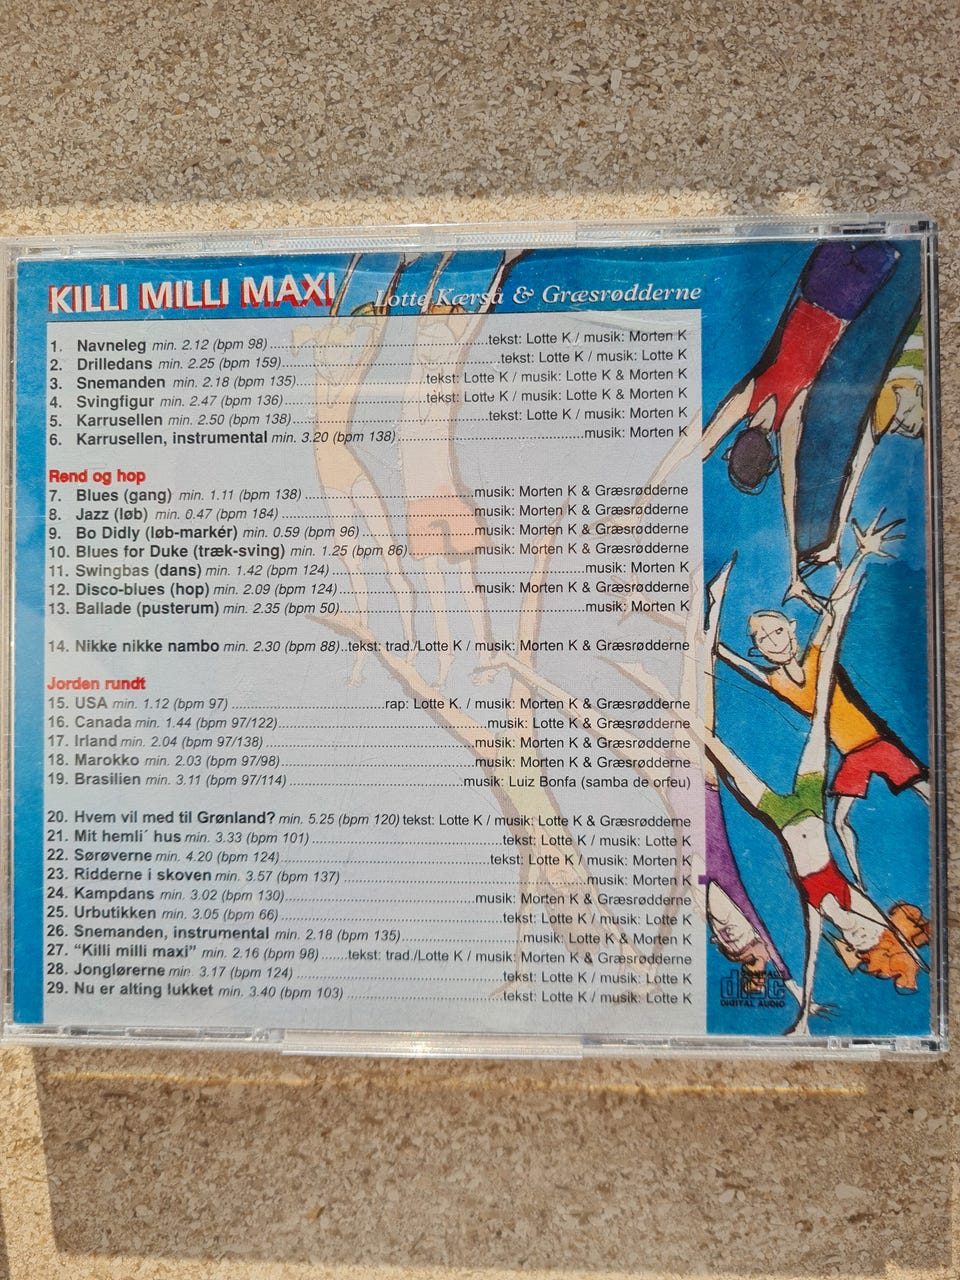 KILLI MILLI MAXI Lotte Kærså & Græsrødderne
1. Navneleg min. 2.12 (bpm 98) tekst: Lotte K / musik: Morten K
2. Drilledans min. 2.25 (bpm 159) tekst: Lotte K / musik: Lotte K
3. Snemanden min. 2.18 (bpm 135) tekst: Lotte K / musik: Lotte K & Morten K
4. Svingfigur min. 2.47 (bpm 136) tekst: Lotte K / musik: Lotte K & Morten K
5. Karrusellen min. 2.50 (bpm 138) tekst: Lotte K / musik: Morten K
6. Karrusellen, instrumental min. 3.20 (bpm 138) musik: Morten K
Rend og hop
7. Blues (gang) min. 1.11 (bpm 138) musik: Morten K & Græsrødderne
8. Jazz (løb) min. 0.47 (bpm 184) musik: Morten K & Græsrødderne
9. Bo Didly (løb-markér) min. 0.59 (bpm 96) musik: Morten K & Græsrødderne
10. Blues for Duke (træk-sving) min. 1.25 (bpm 86) musik: Morten K & Græsrødderne
11. Swingbas (dans) min. 1.42 (bpm 124) musik: Morten K
12. Disco-blues (hop) min. 2.09 (bpm 124) musik: Morten K & Græsrødderne
13. Ballade (pusterum) min. 2.35 (bpm 50) musik: Morten K
14. Nikke nikke nambo min. 2.30 (bpm 88)..tekst: trad./Lotte K / musik: Morten K & Græsrødderne
Jorden rundt
15. USA min. 1.12 (bpm 97) rap: Lotte K. / musik: Morten K & Græsrødderne
16. Canada min. 1.44 (bpm 97/122) musik: Lotte K & Græsrødderne
17. Irland min. 2.04 (bpm 97/138) musik: Morten K & Græsrødderne
18. Marokko min. 2.03 (bpm 97/98) musik: Morten K & Græsrødderne
19. Brasilien min. 3.11 (bpm 97/114) musik: Luiz Bonfa (samba de orfeu)
20. Hvem vil med til Grønland? min. 5.25 (bpm 120) tekst: Lotte K / musik: Lotte K & Græsrødderne
21. Mit hemli´ hus min. 3.33 (bpm 101) tekst: Lotte K / musik: Lotte K
22. Sørøverne min. 4.20 (bpm 124) tekst: Lotte K / musik: Morten K
23. Ridderne i skoven min. 3.57 (bpm 137) musik: Morten K
24. Kampdans min. 3.02 (bpm 130) musik: Morten K & Græsrødderne
25. Urbutikken min. 3.05 (bpm 66) tekst: Lotte K / musik: Lotte K
26. Snemanden, instrumental min. 2.18 (bpm 135) musik: Lotte K & Morten K
27. "Killi milli maxi" min. 2.16 (bpm 98) tekst: trad./Lotte K / musik: Morten K & Græsrødderne
28. Jonglørerne min. 3.17 (bpm 124) tekst: Lotte K / musik: Lotte K
29. Nu er alting lukket min. 3.40 (bpm 103) tekst: Lotte K / musik: Lotte K
COMPACT
disc
DIGITAL AUDIO